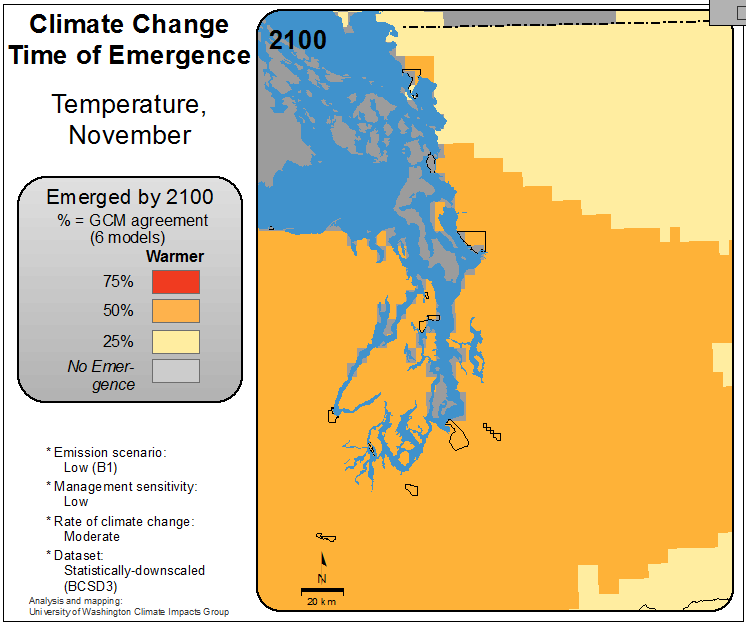 Climate Change
Time of Emergence
Temperature,
November
Emerged by 2100
% = GCM agreement
(6 models)
Warmer
75%
50%
25%
No Emer-
gence
* Emission scenario:
Low (B1)
* Management sensitivity:
Low
* Rate of climate change:
Moderate
* Dataset:
Statistically-downscaled
(BCSD3)
Analysis and mapping:
University of Washington Climate Impacts Group
2100
N
20 km